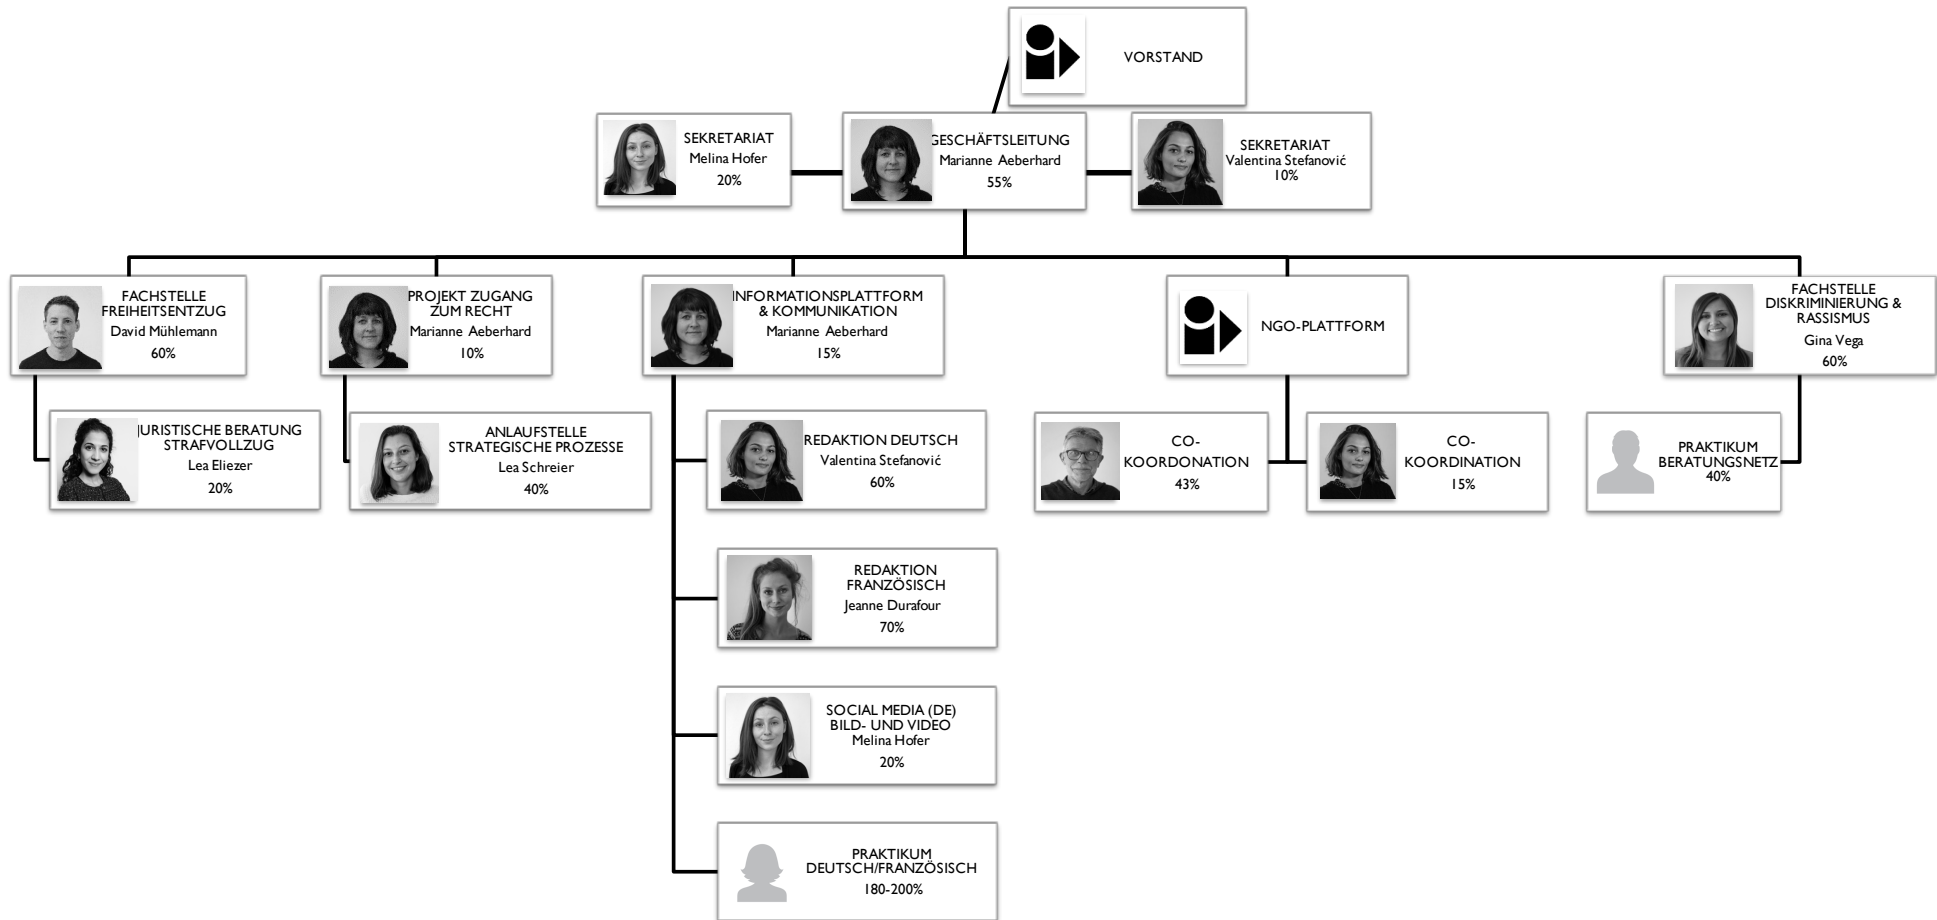 VORSTAND
SEKRETARIAT
Melina Hofer
20%
GESCHÄFTSLEITUNG
Marianne Aeberhard
55%
SEKRETARIAT
Valentina Stefanović
10%
FACHSTELLE
FREIHEITSENTZUG
David Mühlemann
60%
PROJEKT ZUGANG
ZUM RECHT
Marianne Aeberhard
10%
INFORMATIONSPLATTFORM
& KOMMUNIKATION
Marianne Aeberhard
15%
NGO-PLATTFORM
FACHSTELLE
DISKRIMINIERUNG &
RASSISMUS
Gina Vega
60%
JURISTISCHE BERATUNG
STRAFVOLLZUG
Lea Eliezer
20%
ANLAUFSTELLE
STRATEGISCHE PROZESSE
Lea Schreier
40%
REDAKTION DEUTSCH
Valentina Stefanović
60%
CO-
KOORDONATION
43%
CO-
KOORDINATION
15%
PRAKTIKUM
BERATUNGSNETZ
40%
REDAKTION
FRANZÖSISCH
Jeanne Durafour
70%
SOCIAL MEDIA (DE)
BILD- UND VIDEO
Melina Hofer
20%
PRAKTIKUM
DEUTSCH/FRANZÖSISCH
180-200%